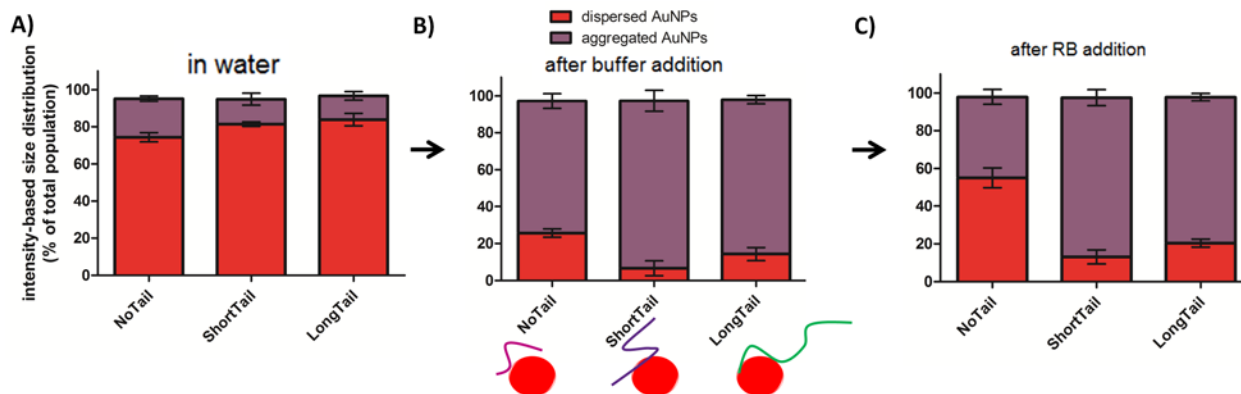 A)
in water
intensity-based size distribution
(% of total population)
100
80
60
40
20
0
NoTail
ShortTail
LongTail
B)
dispersed AuNPs
aggregated AuNPs
after buffer addition
100
80
60
40
20
0
NoTail
ShortTail
LongTail
C)
after RB addition
100
80
60
40
20
0
NoTail
ShortTail
LongTail